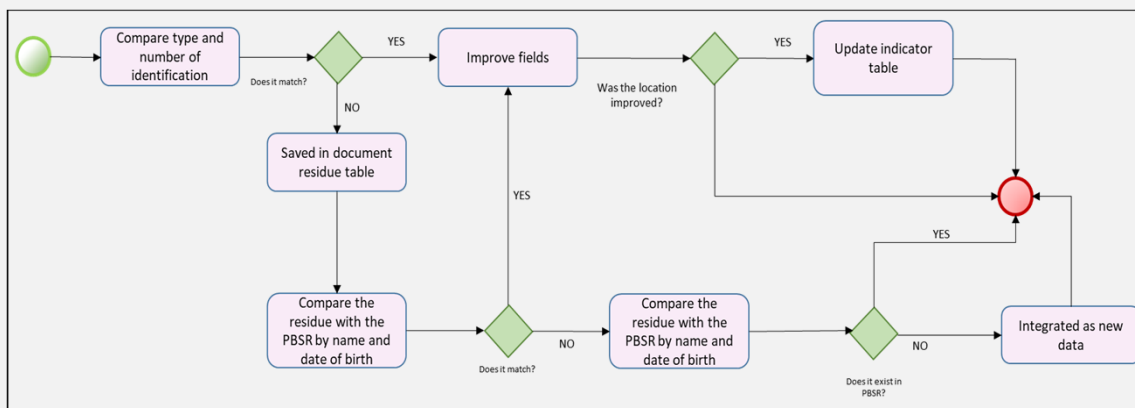 Compare type and
number of
identification
Does it match?
YES
NO
Improve fields
Was the location
improved?
YES
Update indicator
table
Saved in document
residue table
YES
YES
Compare the
residue with the
PBSR by name and
date of birth
Does it match?
NO
Compare the
residue with the
PBSR by name and
date of birth
Does it exist in
PBSR?
NO
Integrated as new
data